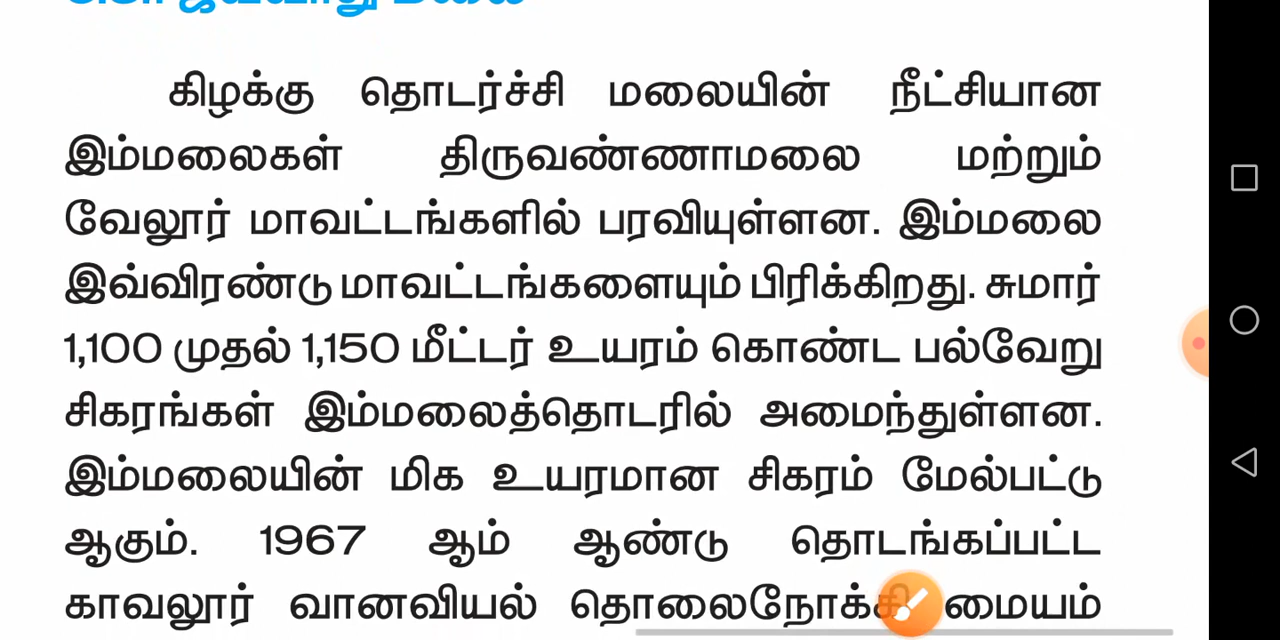 கிழக்கு தொடர்ச்சி மலையின் நீட்சியான
இம்மலைகள் திருவண்ணாமலை மற்றும்
வேலூர் மாவட்டங்களில் பரவியுள்ளன. இம்மலை
இவ்விரண்டு மாவட்டங்களையும் பிரிக்கிறது. சுமார்
1,100 முதல் 1,150 மீட்டர் உயரம் கொண்ட பல்வேறு
சிகரங்கள் இம்மலைத்தொடரில் அமைந்துள்ளன.
இம்மலையின் மிக உயரமான சிகரம் மேல்பட்டு
ஆகும். 1967 ஆம் ஆண்டு தொடங்கப்பட்ட
காவலூர் வானவியல் தொலைநோக்கி மையம்